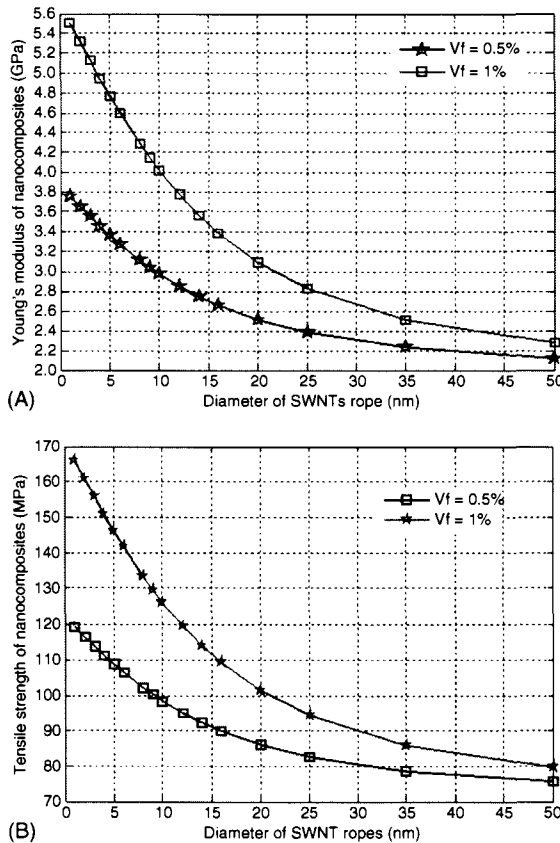 Young's modulus of nanocomposites (GPa)
5.6
5.4
5.2
5.0
4.8
4.6
4.4
4.2
4.0
3.8
3.6
3.4
3.2
3.0
2.8
2.6
2.4
2.2
2.0
Vf = 0.5%
Vf = 1%
0 5 10 15 20 25 30 35 40 45 50
(A)
Diameter of SWNTs rope (nm)
Tensile strength of nanocomposites (MPa)
170
160
150
140
130
120
110
100
90
80
70
Vf = 0.5%
Vf = 1%
0 5 10 15 20 25 30 35 40 45 50
(B)
Diameter of SWNT ropes (nm)